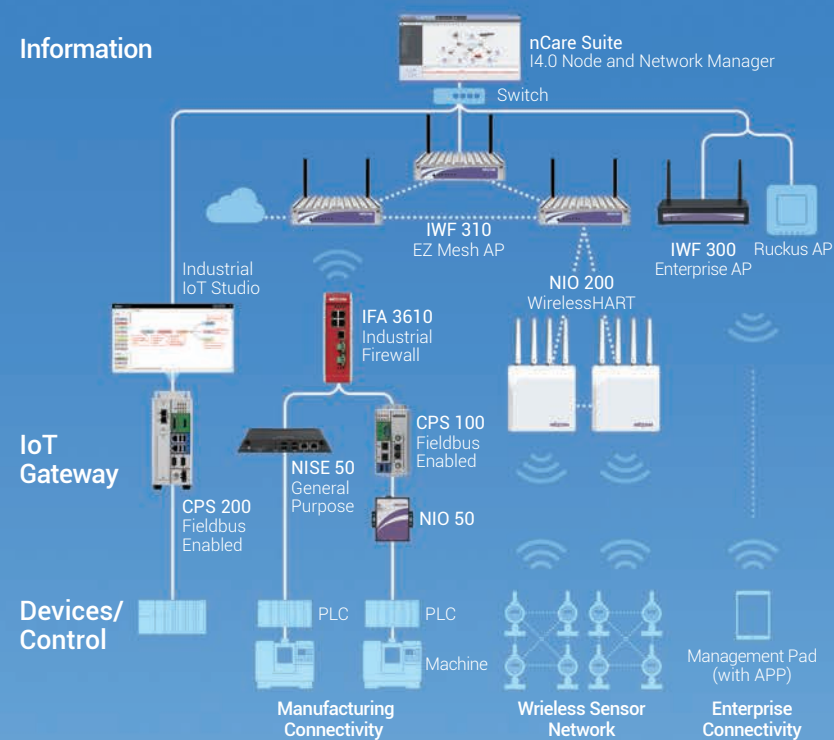 Information
nCare Suite
I4.0 Node and Network Manager
Switch
IWF 310
EZ Mesh AP
IWF 300
Enterprise AP
Ruckus AP
Industrial
IoT Studio
IFA 3610
Industrial
Firewall
NIO 200
WirelessHART
IoT
Gateway
CPS 200
Fieldbus
Enabled
NISE 50
General
Purpose
CPS 100
Fieldbus
Enabled
NIO 50
Devices/
Control
PLC
PLC
Machine
Management Pad
(with APP)
Manufacturing
Connectivity
Wrieless Sensor
Network
Enterprise
Connectivity